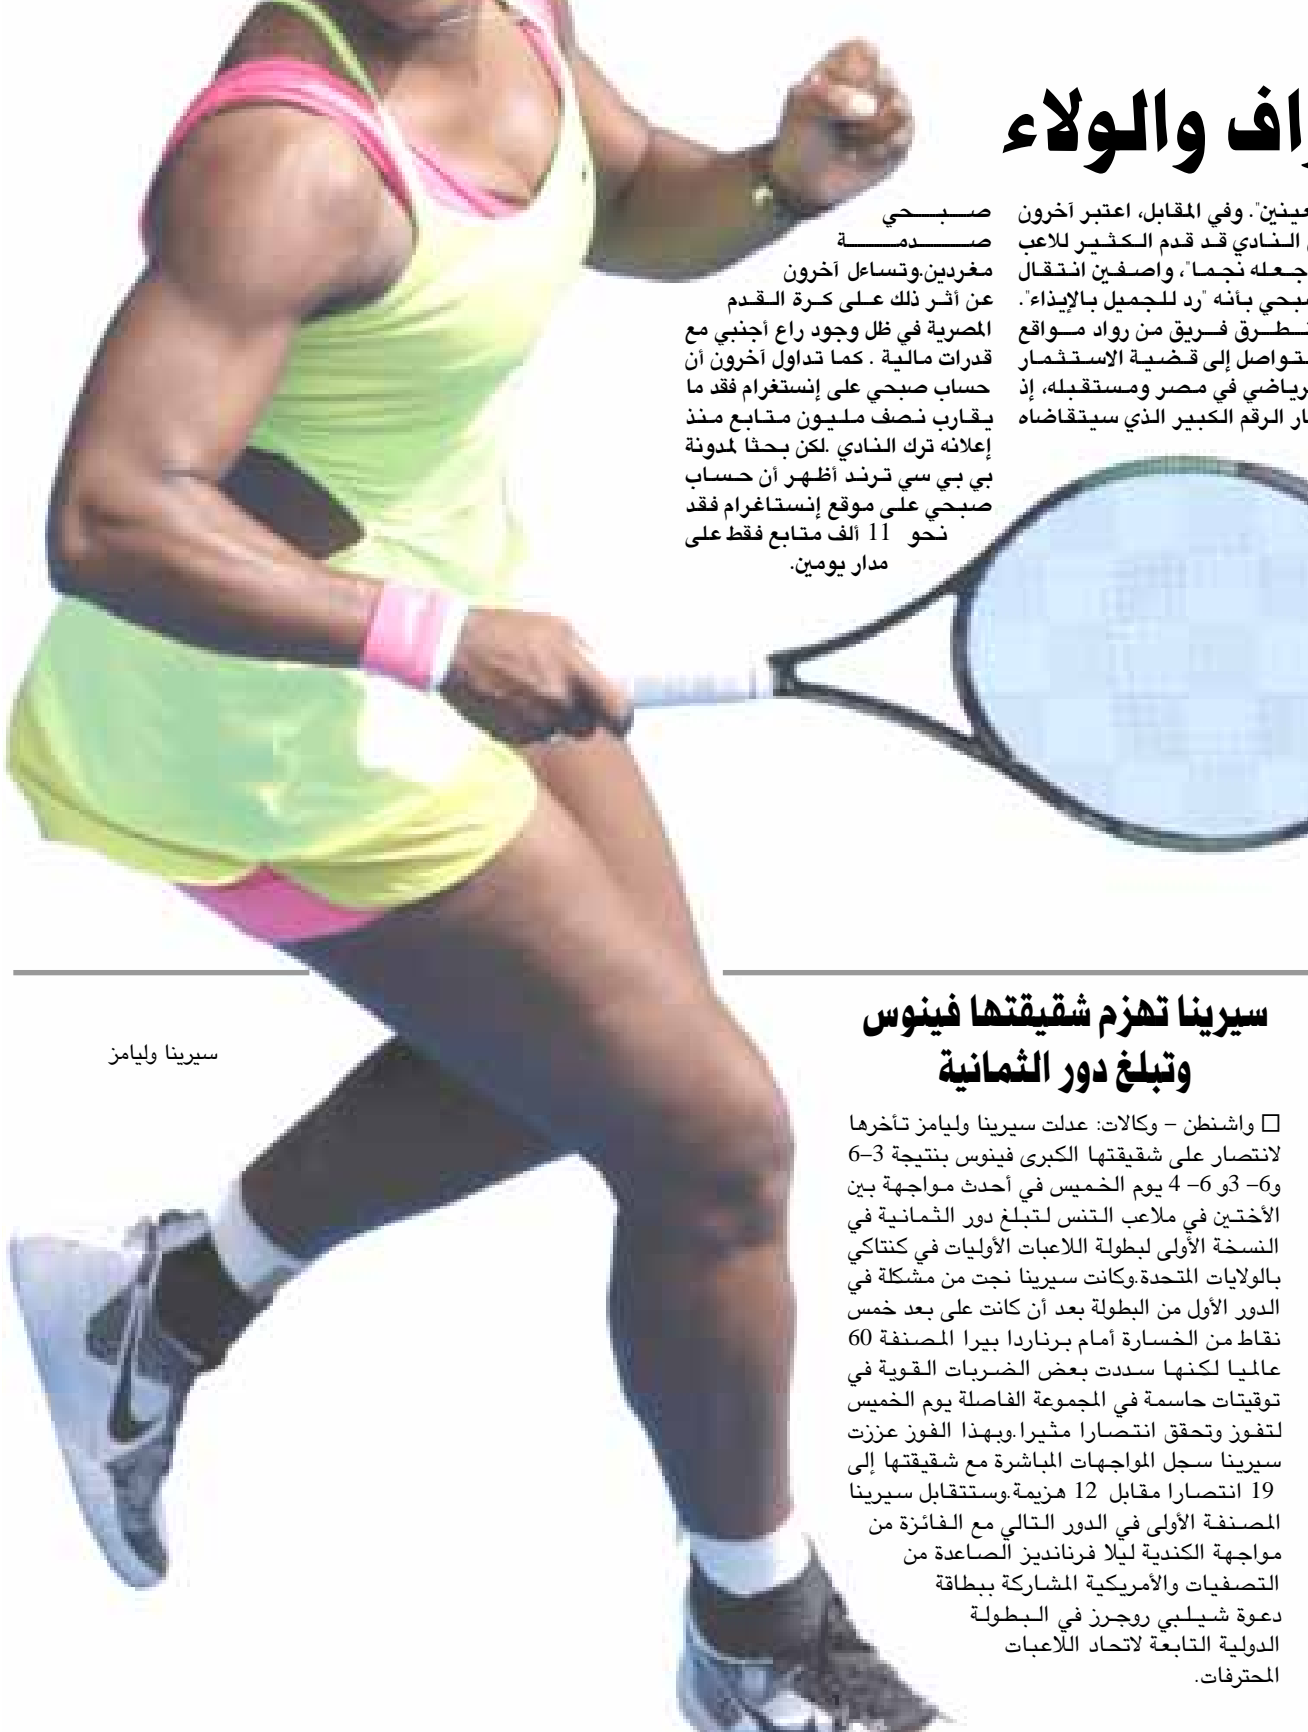 والولاء
وفي المقابل، اعتبر آخرون
النادي قد قدم الكثير للاعب
نجما"، واصفين انتقال
بأنه "رد للجميل بالإيذاء".
فريق من رواد مواقع
إلى قضية الاستثمار
في مصر ومستقبله، إذ
الرقم الكبير الذي سيتقاضاه
صبحي
صدمة
مغردين.وتساءل آخرون
عن أثر ذلك على كرة القدم
المصرية في ظل وجود راع أجنبي مع
قدرات مالية . كما تداول آخرون أن
حساب صبحي على إنستغرام فقد ما
يقارب نصف مليون متابع منذ
إعلانه ترك النادي .لكن بحثا لمدونة
بي بي سي ترند أظهر أن حساب
صبحي على موقع إنستاغرام فقد
نحو 11 ألف متابع فقط على
مدار يومين.
سيرينا وليامز
سيرينا تهزم شقيقتها فينوس
وتبلغ دور الثمانية
□ واشنطن – وكالات: عدلت سيرينا وليامز تأخرها
لانتصار على شقيقتها الكبرى فينوس بنتيجة 3–6
و6– 3و 6– 4 يوم الخميس في أحدث مواجهة بين
الأختين في ملاعب التنس لتبلغ دور الثمانية في
النسخة الأولى لبطولة اللاعبات الأوليات في كنتاكي
بالولايات المتحدة.وكانت سيرينا نجت من مشكلة في
الدور الأول من البطولة بعد أن كانت على بعد خمس
نقاط من الخسارة أمام برناردا بيرا المصنفة 60
عالميا لكنها سددت بعض الضربات القوية في
توقيتات حاسمة في المجموعة الفاصلة يوم الخميس
لتفوز وتحقق انتصارا مثيرا.وبهذا الفوز عززت
سيرينا سجل المواجهات المباشرة مع شقيقتها إلى
19 انتصارا مقابل 12 هزيمة.وستتقابل سيرينا
المصنفة الأولى في الدور التالي مع الفائزة من
مواجهة الكندية ليلا فرنانديز الصاعدة من
التصفيات والأمريكية المشاركة ببطاقة
دعوة شيلبي روجرز في البطولة
الدولية التابعة لاتحاد اللاعبات
المحترفات.